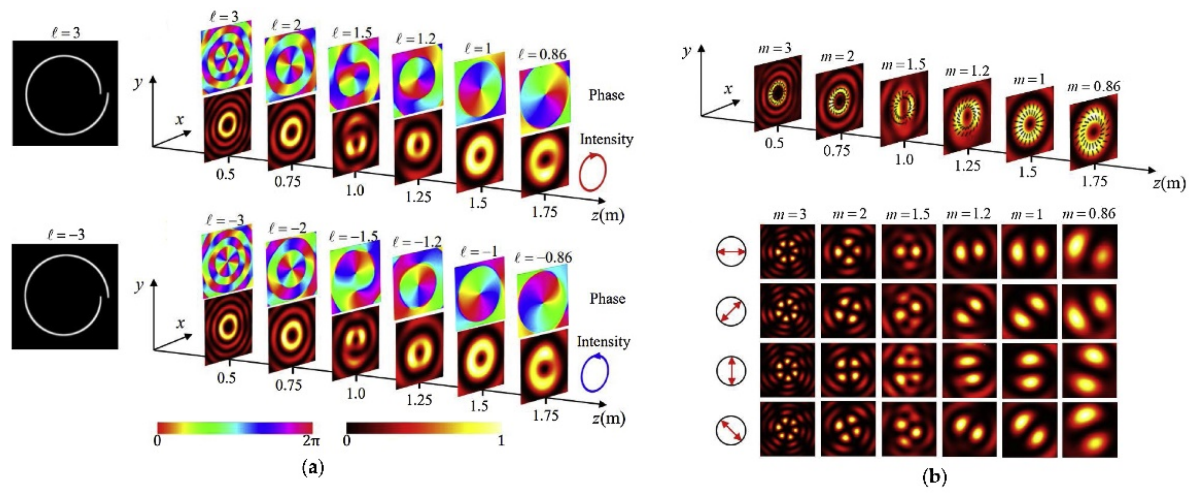 ℓ = 3
ℓ = 3
ℓ = 2
ℓ = 1.5
ℓ = 1.2
ℓ = 1
ℓ = 0.86
y
x
Phase
Intensity
0.5
0.75
1.0
1.25
1.5
1.75
z(m)
ℓ = −3
ℓ = −3
ℓ = −2
ℓ = −1.5
ℓ = −1.2
ℓ = −1
ℓ = −0.86
y
x
Phase
Intensity
0.5
0.75
1.0
1.25
1.5
1.75
z(m)
0
2π
0
1
(a)
y
x
m = 3
m = 2
m = 1.5
m = 1.2
m = 1
m = 0.86
0.5
0.75
1.0
1.25
1.5
1.75
z(m)
m = 3
m = 2
m = 1.5
m = 1.2
m = 1
m = 0.86
(b)